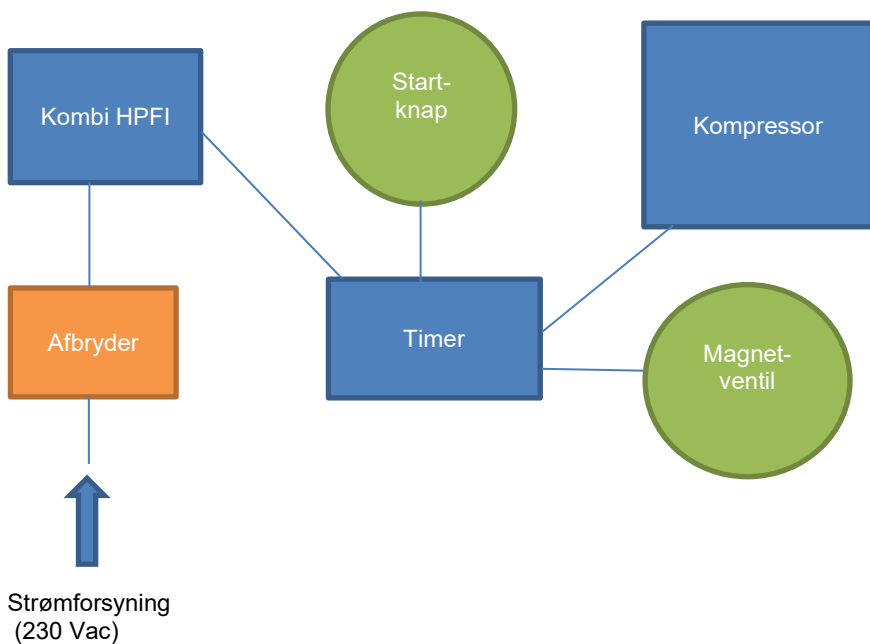 Kombi HPFI
Start-
knap
Kompressor
Afbryder
Timer
Magnet-
ventil
Strømforsyning
(230 Vac)